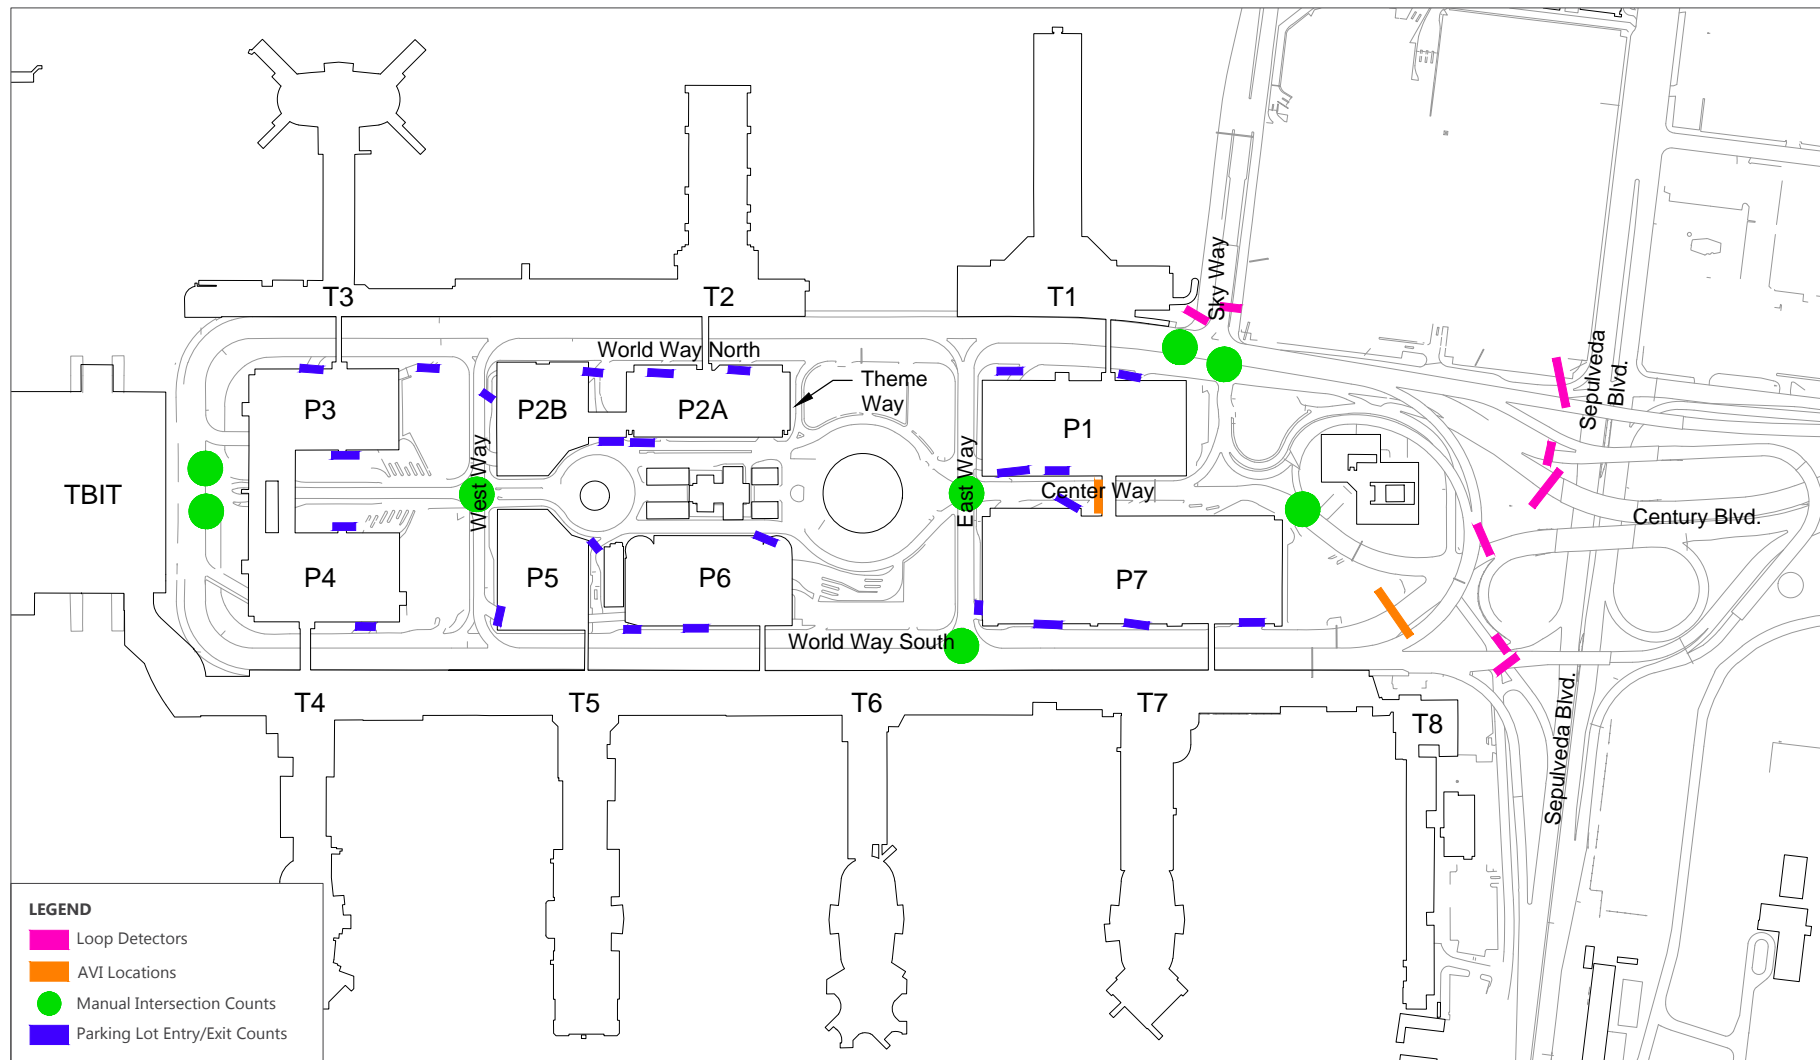 Sky Way
T3
T2
T1
World Way North
Theme
Way
Sepulveda
Blvd.
P3
P2B
P2A
P1
West Way
East Way
Center Way
TBIT
Century Blvd.
P4
P5
P6
P7
World Way South
T4
T5
T6
T7
T8
Sepulveda Blvd.
LEGEND
Loop Detectors
AVI Locations
Manual Intersection Counts
Parking Lot Entry/Exit Counts